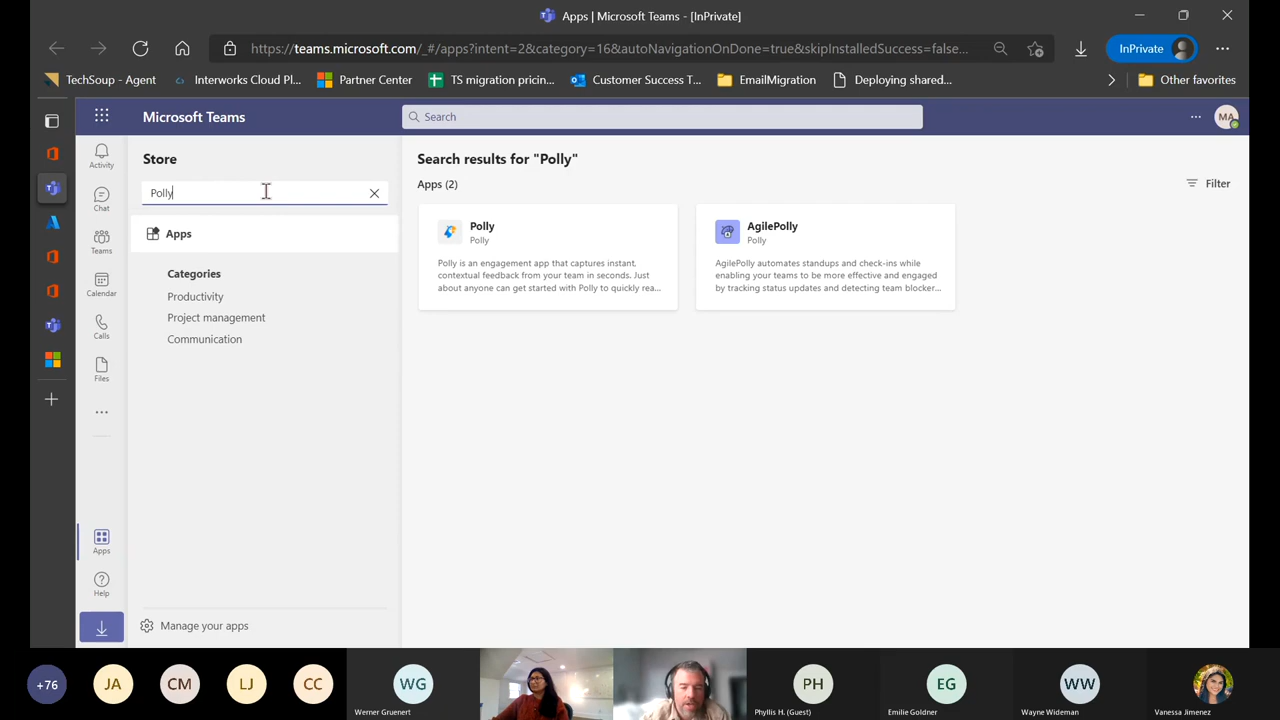 Apps | Microsoft Teams - [InPrivate]
https://teams.microsoft.com/_#/apps?intent=2&category=16&autoNavigationOnDone=true&skipInstalledSuccess=false...
InPrivate
TechSoup - Agent
Interworks Cloud Pl...
Partner Center
TS migration pricin...
Customer Success T...
EmailMigration
Deploying shared...
Other favorites
Microsoft Teams
Search
MA
Activity
Chat
Teams
Calendar
Calls
Files
Apps
Help
Store
Polly
Apps
Categories
Productivity
Project management
Communication
Manage your apps
Search results for "Polly"
Apps (2)
Filter
Polly
Polly
Polly is an engagement app that captures instant,
contextual feedback from your team in seconds. Just
about anyone can get started with Polly to quickly rea...
AgilePolly
Polly
AgilePolly automates standups and check-ins while
enabling your teams to be more effective and engaged
by tracking status updates and detecting team blocker...
+76
JA
CM
LJ
CC
WG
Werner Gruenert
PH
Phyllis H. (Guest)
EG
Emilie Goldner
WW
Wayne Wideman
Vanessa Jimenez